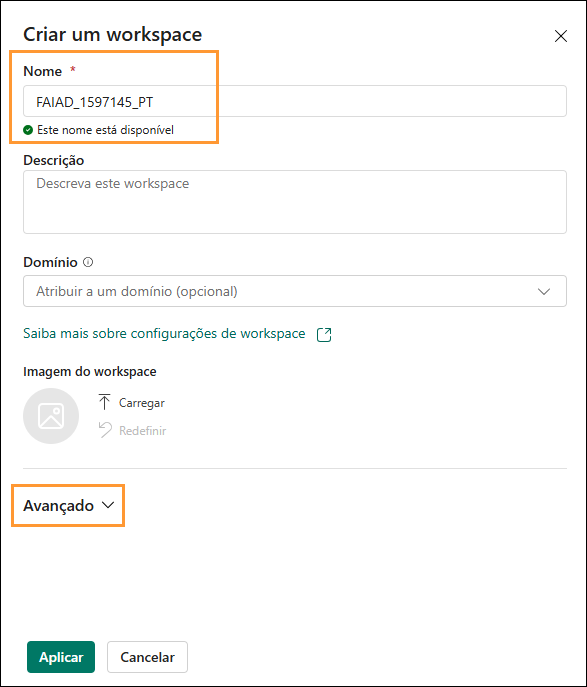 Criar um workspace
Nome *
FAIAD_1597145_PT
Este nome está disponível
Descrição
Descreva este workspace
Domínio
Atribuir a um domínio (opcional)
Saiba mais sobre configurações de workspace
Imagem do workspace
Carregar
Redefinir
Avançado
Aplicar
Cancelar